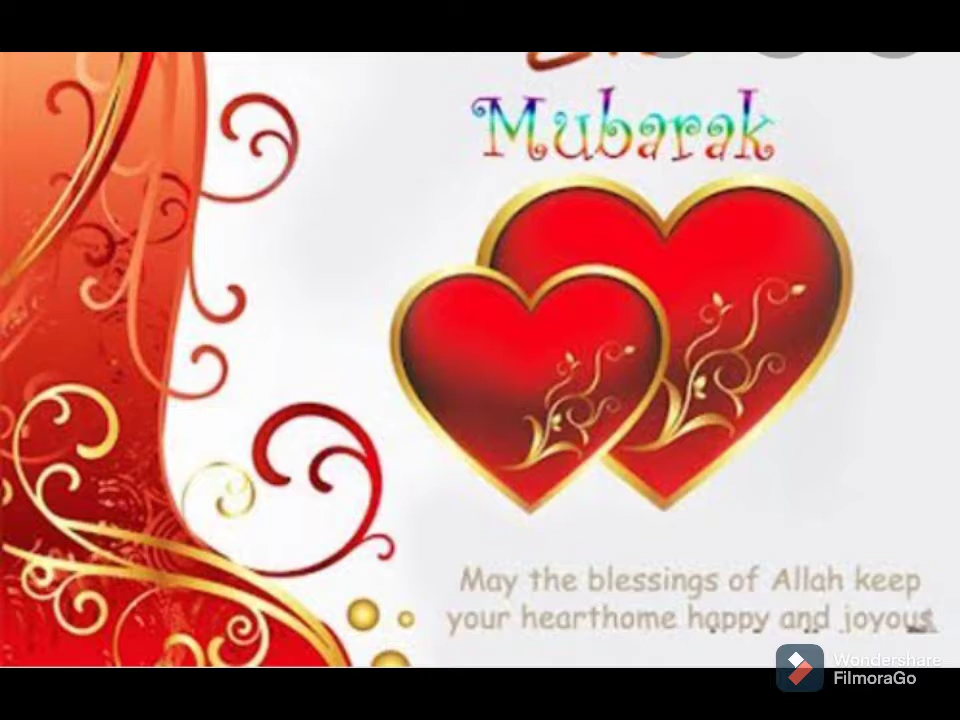 Mubarak
May the blessings of Allah keep
your hearthome happy and joyous
Wondershare
FilmoraGo